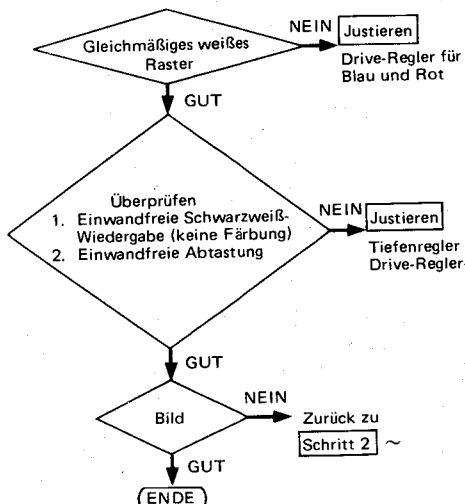 Gleichmäßiges weißes
Raster
NEIN
Justieren
Drive-Regler für
Blau und Rot
GUT
Überprüfen
1. Einwandfreie Schwarzweiß-
Wiedergabe (keine Färbung)
2. Einwandfreie Abtastung
NEIN
Justieren
Tiefenregler
Drive-Regler
GUT
Bild
NEIN
Zurück zu
Schritt 2 ~
GUT
ENDE